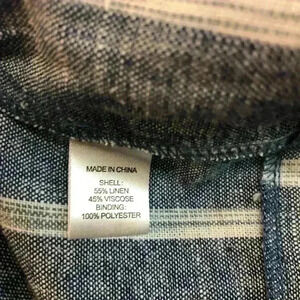 MADE IN CHINA
SHELL:
55% LINEN
45% VISCOSE
BINDING:
100% POLYESTER